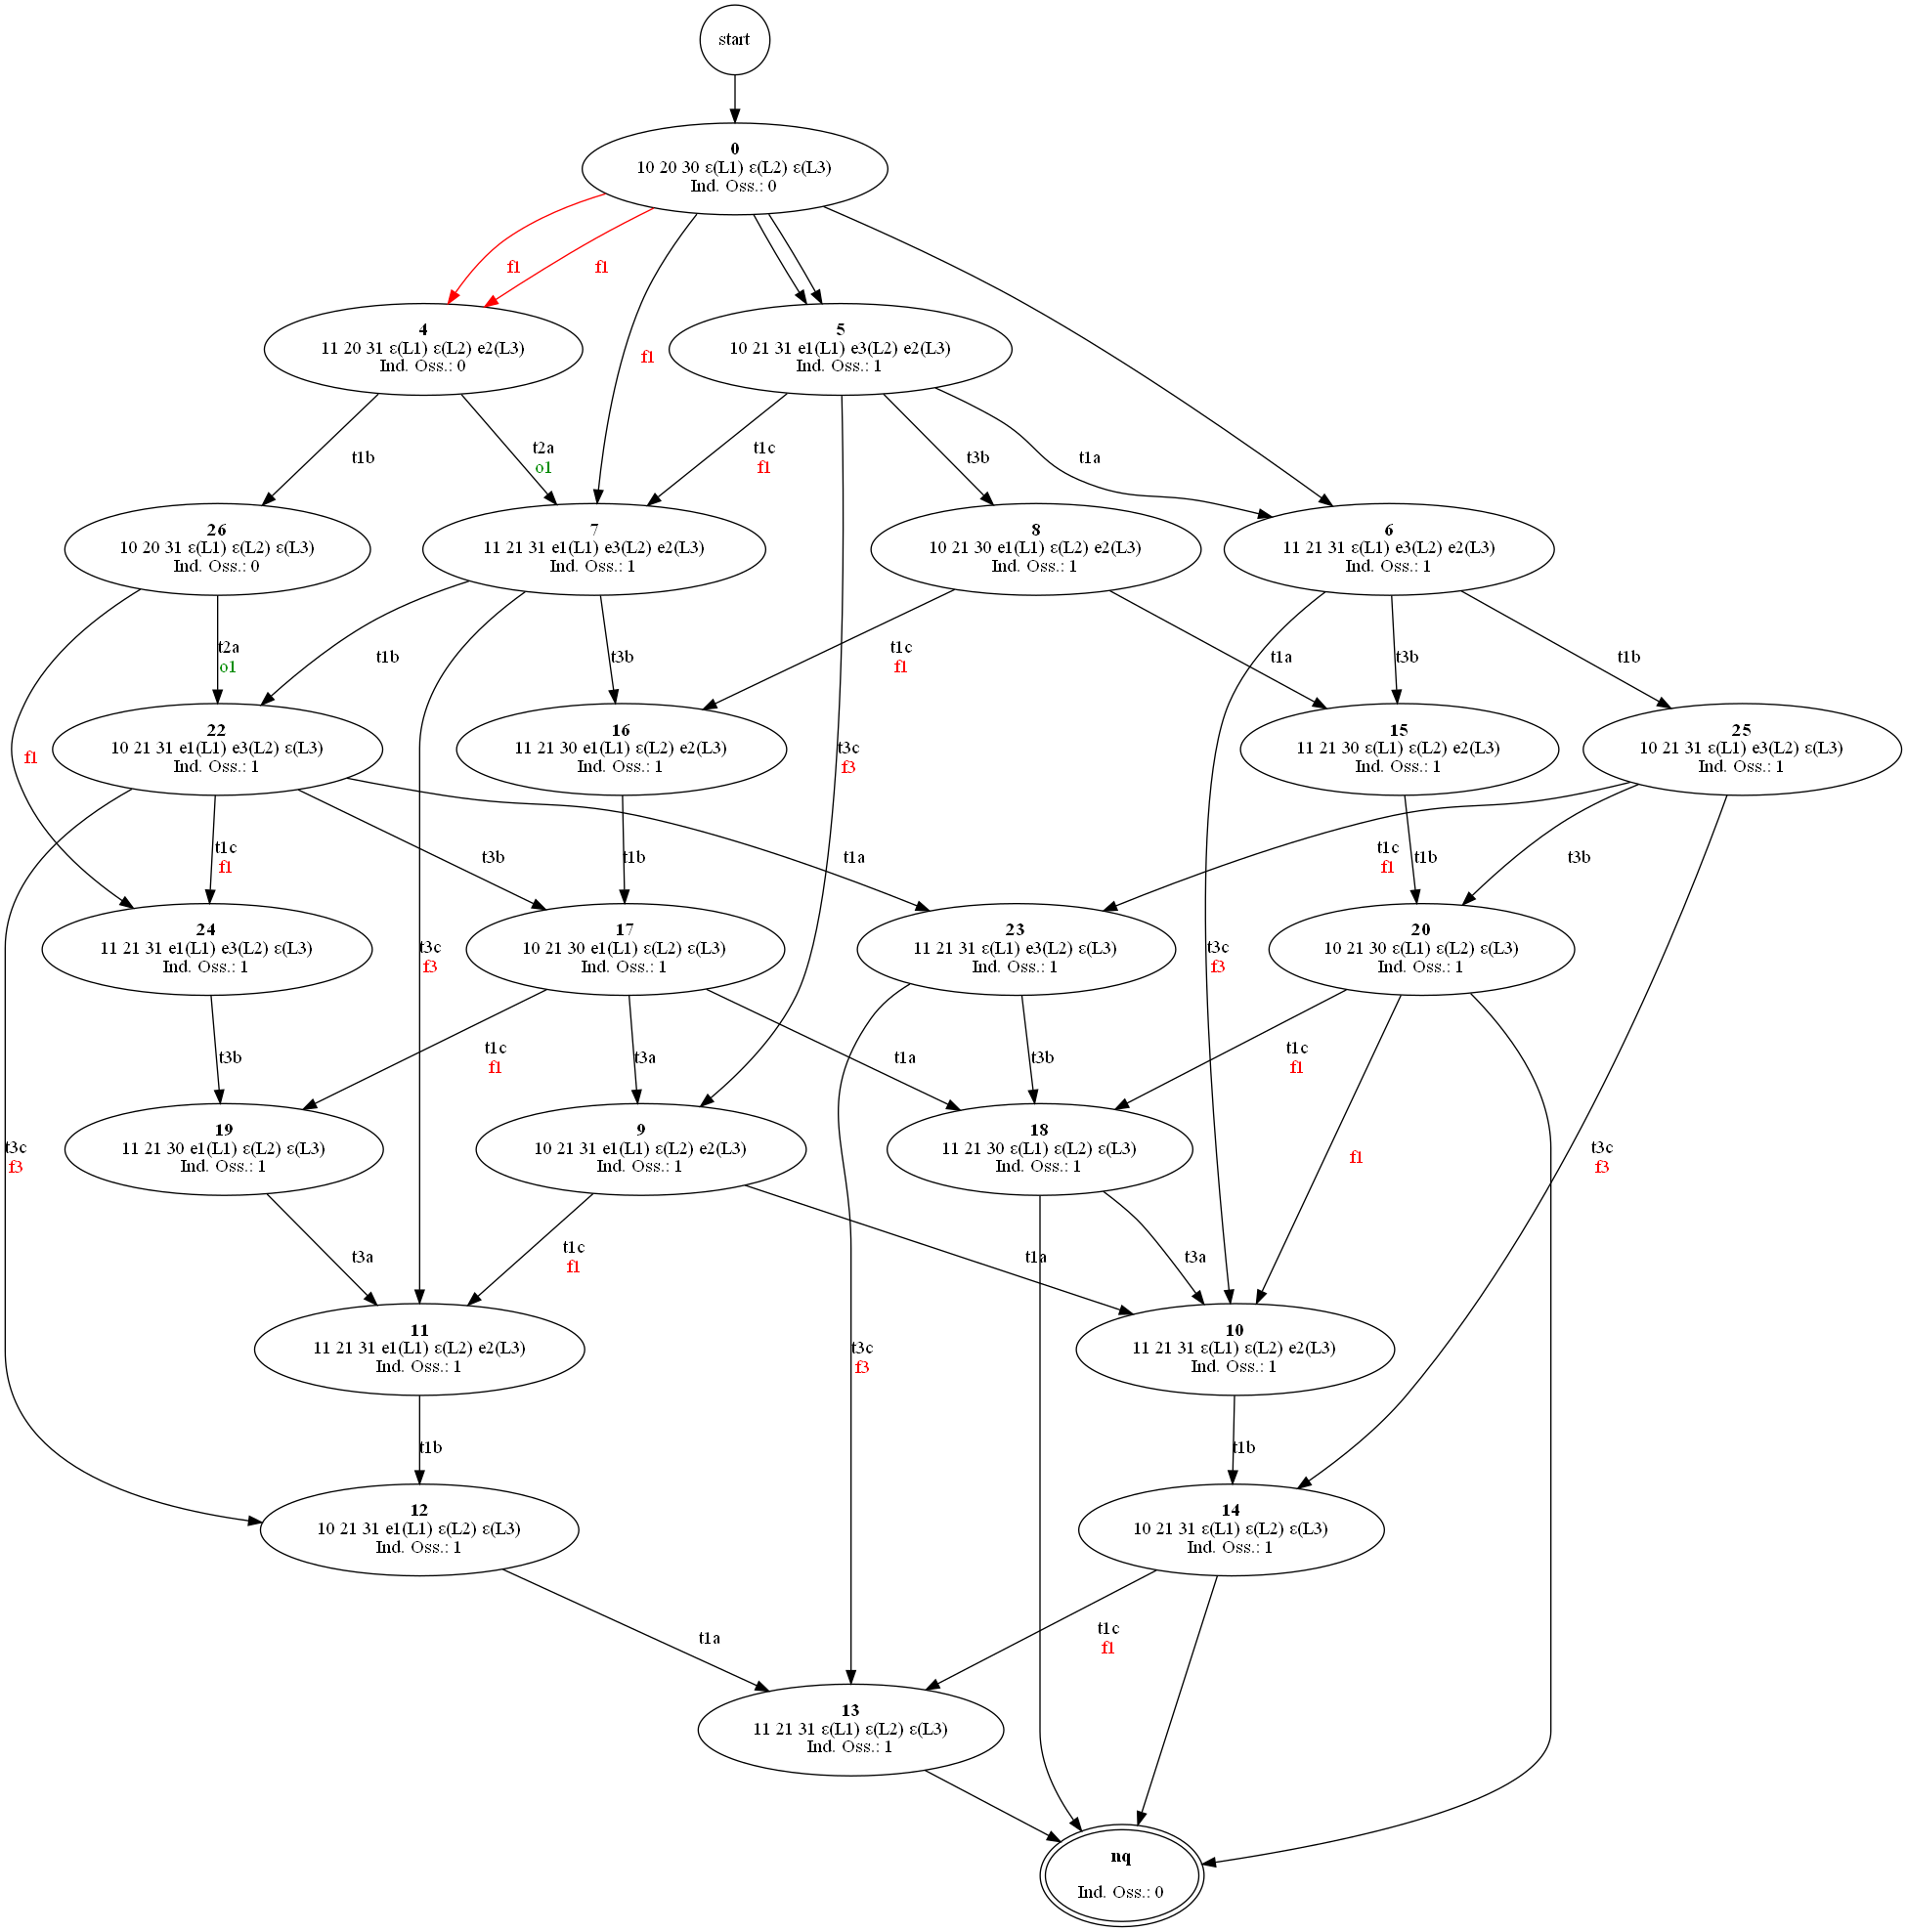 start
0
10 20 30 ε(L1) ε(L2) ε(L3)
Ind. Oss.: 0
f1
f1
4
11 20 31 ε(L1) ε(L2) e2(L3)
Ind. Oss.: 0
f1
5
10 21 31 e1(L1) e3(L2) e2(L3)
Ind. Oss.: 1
t1b
t2a
o1
t1c
f1
t3b
t1a
26
10 20 31 ε(L1) ε(L2) ε(L3)
Ind. Oss.: 0
7
11 21 31 e1(L1) e3(L2) e2(L3)
Ind. Oss.: 1
8
10 21 30 e1(L1) ε(L2) e2(L3)
Ind. Oss.: 1
6
11 21 31 ε(L1) e3(L2) e2(L3)
Ind. Oss.: 1
t2a
o1
t1b
t3b
t1c
f1
t1a
t3b
t1b
f1
22
10 21 31 e1(L1) e3(L2) ε(L3)
Ind. Oss.: 1
16
11 21 30 e1(L1) ε(L2) e2(L3)
Ind. Oss.: 1
t3c
f3
15
11 21 30 ε(L1) ε(L2) e2(L3)
Ind. Oss.: 1
25
10 21 31 ε(L1) e3(L2) ε(L3)
Ind. Oss.: 1
t1c
f1
t3b
t1b
t1a
t1c
f1
t1b
t3b
24
11 21 31 e1(L1) e3(L2) ε(L3)
Ind. Oss.: 1
t3c
f3
17
10 21 30 e1(L1) ε(L2) ε(L3)
Ind. Oss.: 1
23
11 21 31 ε(L1) e3(L2) ε(L3)
Ind. Oss.: 1
t3c
f3
20
10 21 30 ε(L1) ε(L2) ε(L3)
Ind. Oss.: 1
t3b
t1c
f1
t3a
t1a
t3b
t1c
f1
t3c
f3
19
11 21 30 e1(L1) ε(L2) ε(L3)
Ind. Oss.: 1
9
10 21 31 e1(L1) ε(L2) e2(L3)
Ind. Oss.: 1
18
11 21 30 ε(L1) ε(L2) ε(L3)
Ind. Oss.: 1
f1
t3c
f3
t3a
t1c
f1
t1a
t3a
11
11 21 31 e1(L1) ε(L2) e2(L3)
Ind. Oss.: 1
t3c
f3
10
11 21 31 ε(L1) ε(L2) e2(L3)
Ind. Oss.: 1
t1b
t1b
12
10 21 31 e1(L1) ε(L2) ε(L3)
Ind. Oss.: 1
14
10 21 31 ε(L1) ε(L2) ε(L3)
Ind. Oss.: 1
t1a
t1c
f1
13
11 21 31 ε(L1) ε(L2) ε(L3)
Ind. Oss.: 1
nq
Ind. Oss.: 0